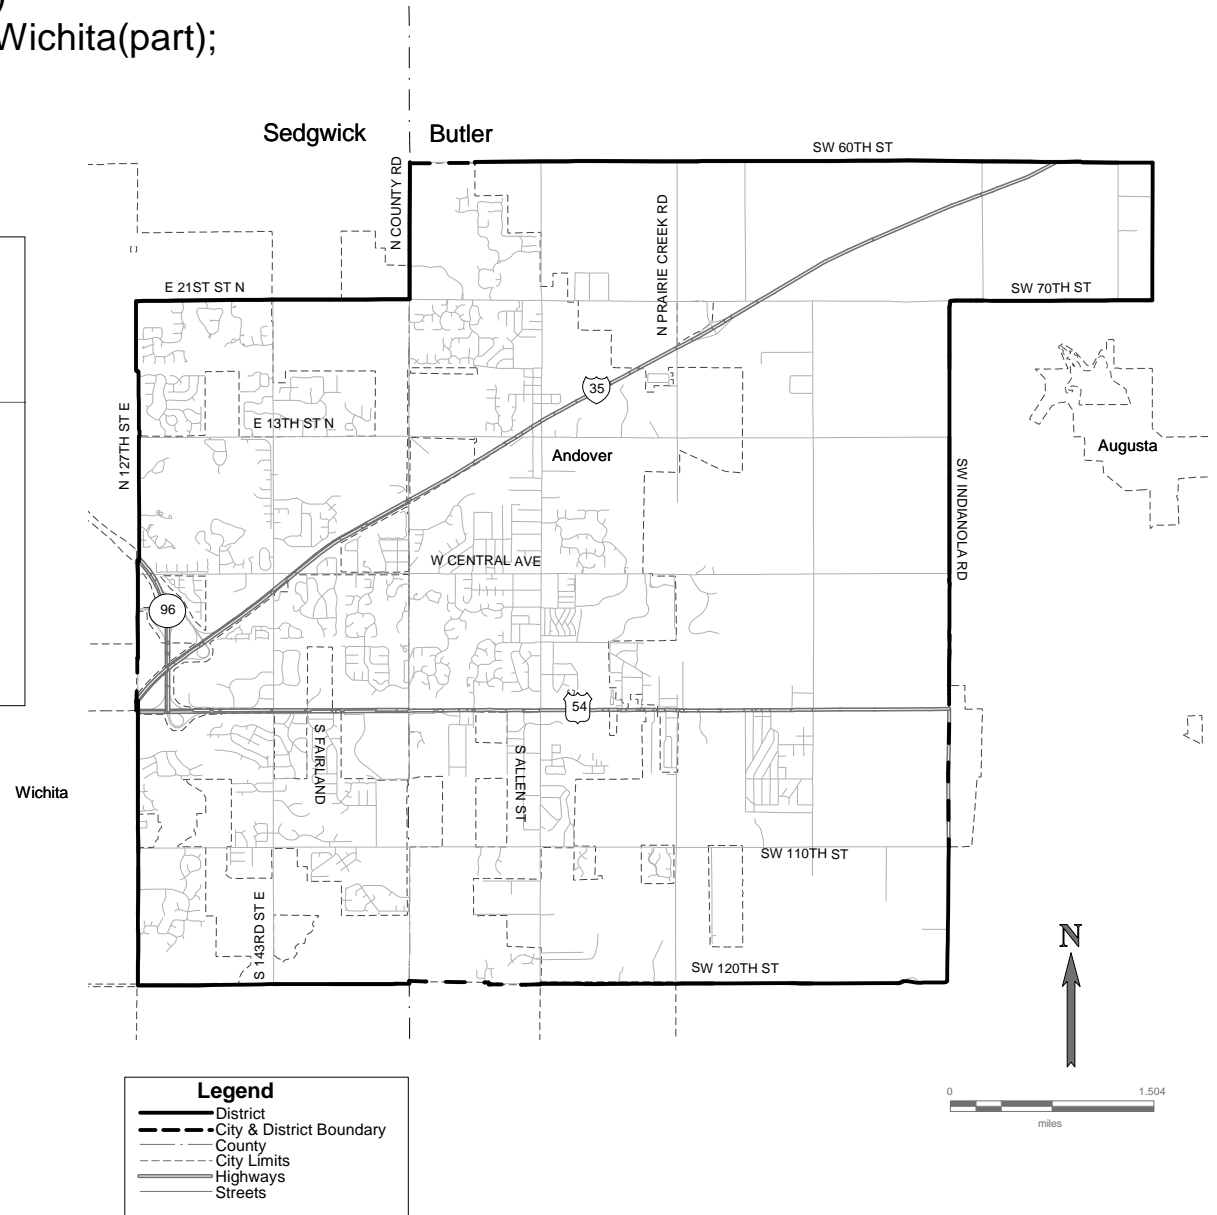 )
Wichita(part);
Sedgwick
Butler
SW 60TH ST
N COUNTY RD
N PRAIRIE CREEK RD
E 21ST ST N
SW 70TH ST
35
N 127TH ST E
E 13TH ST N
Andover
Augusta
SW INDIANOLA RD
W CENTRAL AVE
96
54
S FAIRLAND
S ALLEN ST
Wichita
SW 110TH ST
S 143RD ST E
SW 120TH ST
N
0 1.504
miles
Legend
District
City & District Boundary
County
City Limits
Highways
Streets